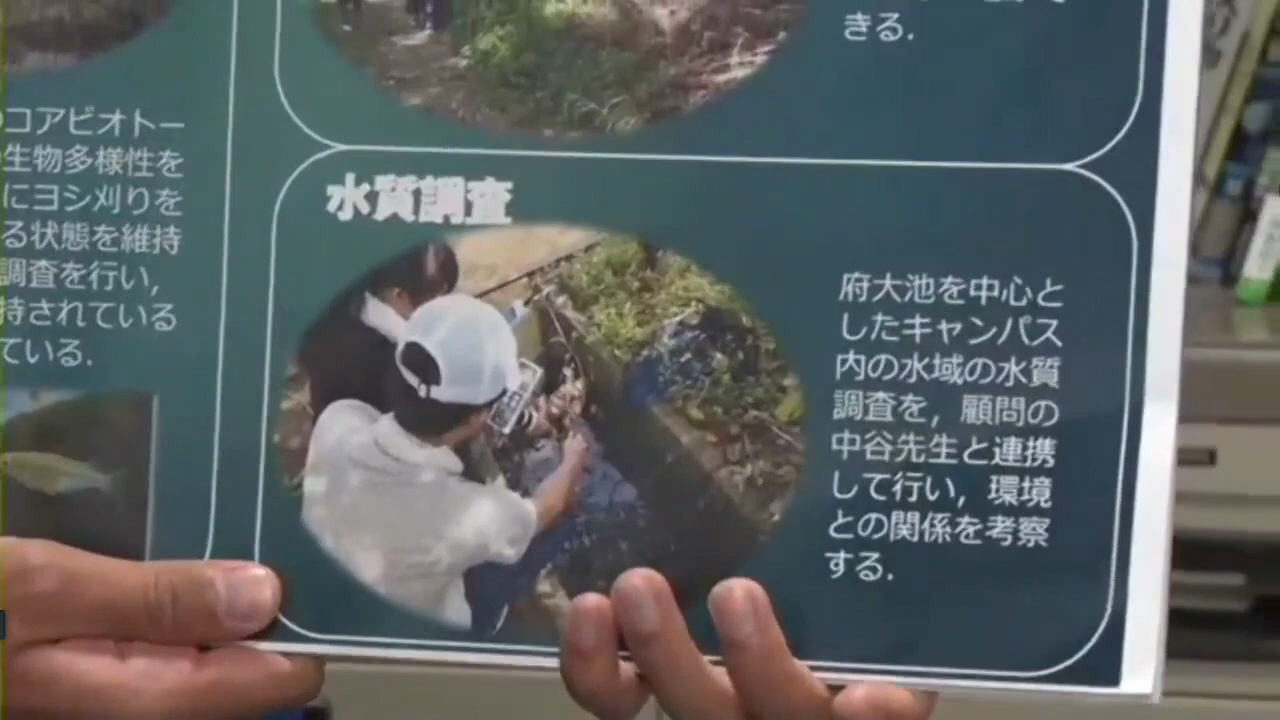 コアビオトー
生物多様性を
にヨシ刈りを
る状態を維持
調査を行い,
持されている
ている.
きる.
水質調査
府大池を中心と
したキャンパス
内の水域の水質
調査を, 顧問の
中谷先生と連携
して行い, 環境
との関係を考察
する.